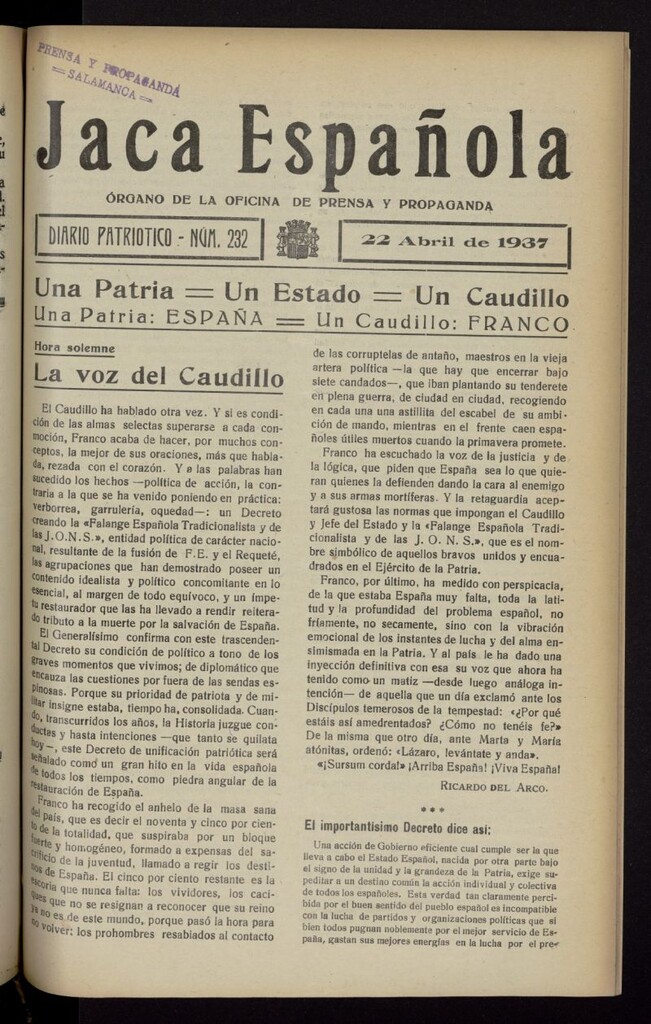 PRENSA Y PROPAGANDA
= SALAMANCA =
Jaca Española
ÓRGANO DE LA OFICINA DE PRENSA Y PROPAGANDA
DIARIO PATRIOTICO - NÚM. 232
22 Abril de 1937
Una Patria = Un Estado = Un Caudillo
Una Patria: ESPAÑA = Un Caudillo: FRANCO
Hora solemne
La voz del Caudillo
El Caudillo ha hablado otra vez. Y si es condi-
ción de las almas selectas superarse a cada con-
moción, Franco acaba de hacer, por muchos con-
ceptos, la mejor de sus oraciones, más que habla-
da, rezada con el corazón. Y a las palabras han
sucedido los hechos —política de acción, la con-
traria a la que se ha venido poniendo en práctica:
verborrea, garrulería, oquedad—: un Decreto
creando la «Falange Española Tradicionalista y de
las J.O.N.S.», entidad política de carácter nacio-
nal, resultante de la fusión de F.E. y el Requeté,
las agrupaciones que han demostrado poseer un
contenido idealista y político concomitante en lo
esencial, al margen de todo equívoco, y un ímpe-
tu restaurador que las ha llevado a rendir reitera-
do tributo a la muerte por la salvación de España.
El Generalísimo confirma con este trascenden-
tal Decreto su condición de político a tono de los
graves momentos que vivimos; de diplomático que
encauza las cuestiones por fuera de las sendas es-
pinosas. Porque su prioridad de patriota y de mi-
litar insigne estaba, tiempo ha, consolidada. Cuan-
do, transcurridos los años, la Historia juzgue con-
ductas y hasta intenciones —que tanto se quilata
hoy—, este Decreto de unificación patriótica será
señalado como un gran hito en la vida española
de todos los tiempos, como piedra angular de la
restauración de España.
Franco ha recogido el anhelo de la masa sana
del país, que es decir el noventa y cinco por cien-
to de la totalidad, que suspiraba por un bloque
fuerte y homogéneo, formado a expensas del sa-
crificio de la juventud, llamado a regir los desti-
nos de España. El cinco por ciento restante es la
escoria que nunca falta: los vividores, los caci-
ques que no se resignan a reconocer que su reino
ya no es de este mundo, porque pasó la hora para
no volver; los prohombres resabiados al contacto
de las corruptelas de antaño, maestros en la vieja
artera política —la que hay que encerrar bajo
siete candados—, que iban plantando su tenderete
en plena guerra, de ciudad en ciudad, recogiendo
en cada una una astillita del escabel de su ambi-
ción de mando, mientras en el frente caen espa-
ñoles útiles muertos cuando la primavera promete.
Franco ha escuchado la voz de la justicia y de
la lógica, que piden que España sea lo que quie-
ran quienes la defienden dando la cara al enemigo
y a sus armas mortíferas. Y la retaguardia acep-
tará gustosa las normas que impongan el Caudillo
y Jefe del Estado y la «Falange Española Tradi-
cionalista y de las J. O. N. S.», que es el nom-
bre simbólico de aquellos bravos unidos y encua-
drados en el Ejército de la Patria.
Franco, por último, ha medido con perspicacia,
de la que estaba España muy falta, toda la lati-
tud y la profundidad del problema español, no
fríamente, no secamente, sino con la vibración
emocional de los instantes de lucha y del alma en-
simismada en la Patria. Y al país le ha dado una
inyección definitiva con esa su voz que ahora ha
tenido como un matiz —desde luego análoga in-
tención— de aquella que un día exclamó ante los
Discípulos temerosos de la tempestad: «¿Por qué
estáis así amedrentados? ¿Cómo no tenéis fe?»
De la misma que otro día, ante Marta y María
atónitas, ordenó: «Lázaro, levántate y anda».
«¡Sursum corda!» ¡Arriba España! ¡Viva España!
RICARDO DEL ARCO.
***
El importantísimo Decreto dice así:
Una acción de Gobierno eficiente cual cumple ser la que
lleva a cabo el Estado Español, nacida por otra parte bajo
el signo de la unidad y la grandeza de la Patria, exige su-
peditar a un destino común la acción individual y colectiva
de todos los españoles. Esta verdad tan claramente perci-
bida por el buen sentido del pueblo español es incompatible
con la lucha de partidos y organizaciones políticas que si
bien todos pugnan noblemente por el mejor servicio de Es-
paña, gastan sus mejores energías en la lucha por el pre-